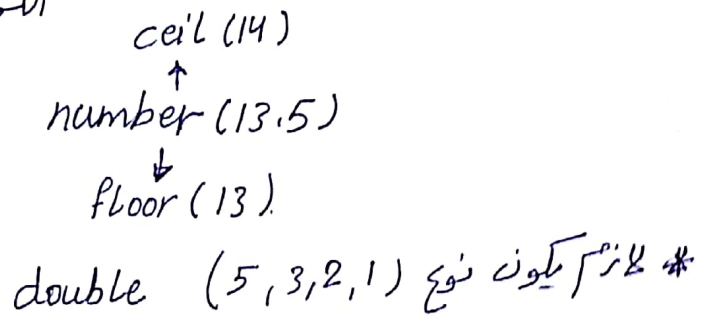 ceil (14)
↑
number (13.5)
↓
floor (13)
* لازم يكون نوع (5,3,2,1) double